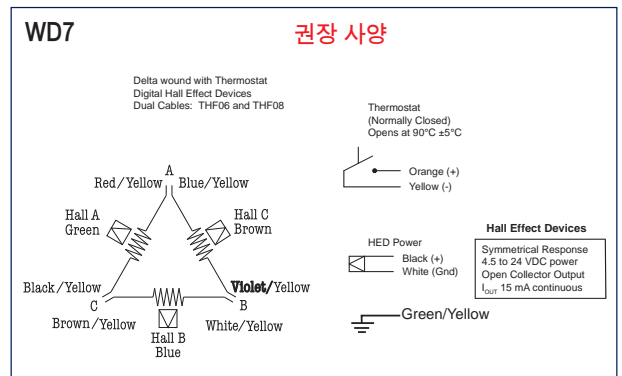 WD7
권장 사양
Delta wound with Thermostat
Digital Hall Effect Devices
Dual Cables: THF06 and THF08
Thermostat
(Normally Closed)
Opens at 90°C ±5°C
Orange (+)
Yellow (-)
A
Red/Yellow
Blue/Yellow
Hall A
Green
Hall C
Brown
Black/Yellow
C
Brown/Yellow
Violet/Yellow
B
White/Yellow
Hall B
Blue
HED Power
Black (+)
White (Gnd)
Hall Effect Devices
Symmetrical Response
4.5 to 24 VDC power
Open Collector Output
IOUT 15 mA continuous
Green/Yellow